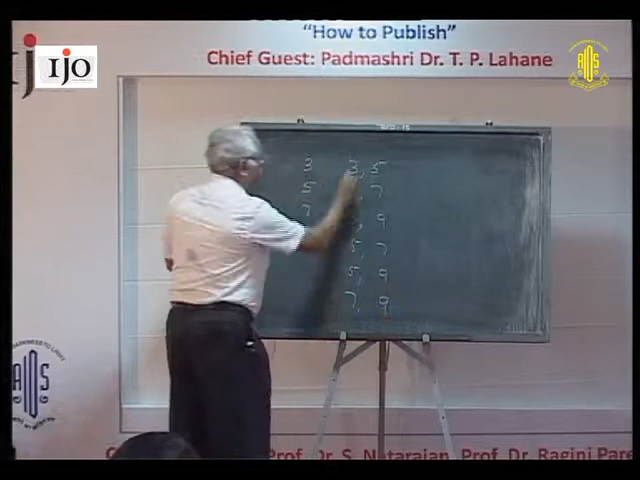 "How to Publish"
Chief Guest: Padmashri Dr. T. P. Lahane
IJO
3 3, 5
5 , 7
7 , 9
5, 7
5, 9
7, 9
Prof. Dr. S. Natarajan, Prof. Dr. Ragini Pare